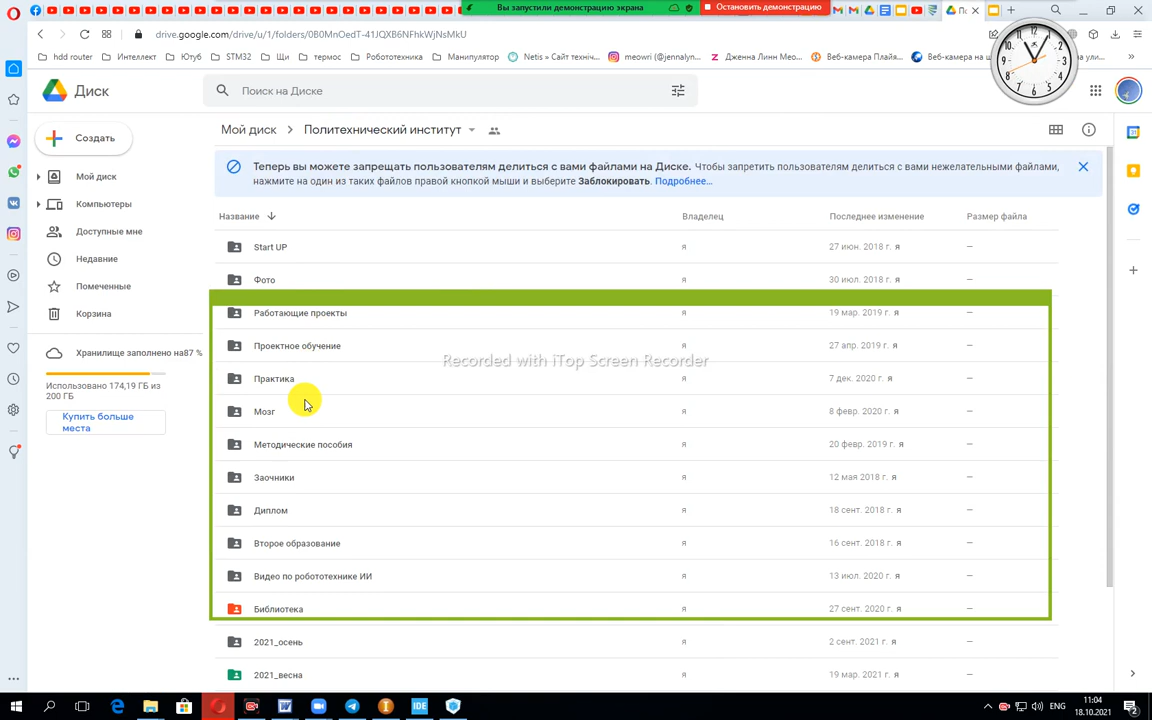 Вы запустили демонстрацию экрана
Остановить демонстрацию
drive.google.com/drive/u/1/folders/0B0MnOedT-41JQXB6NFhkWjNsMkU
hdd router
Интеллект
Ютуб
STM32
Щи
термос
Робототехника
Манипулятор
Netis » Сайт технич...
meowri (@jennalyn...
Дженна Линн Мео...
Веб-камера Плайя...
Диск
Поиск на Диске
Создать
Мой диск
Политехнический институт
Теперь вы можете запрещать пользователям делиться с вами файлами на Диске. Чтобы запретить пользователям делиться с вами нежелательными файлами,
нажмите на один из таких файлов правой кнопкой мыши и выберите Заблокировать. Подробнее...
Мой диск
Компьютеры
Доступные мне
Недавние
Помеченные
Корзина
Хранилище заполнено на87 %
Использовано 174,19 ГБ из
200 ГБ
Купить больше
места
Название
Владелец
Последнее изменение
Размер файла
Start UP я 27 июн. 2018 г. я —
Фото я 30 июл. 2018 г. я —
Работающие проекты я 19 мар. 2019 г. я —
Проектное обучение я 27 апр. 2019 г. я —
Recorded with iTop Screen Recorder
Практика я 7 дек. 2020 г. я —
Мозг я 8 февр. 2020 г. я —
Методические пособия я 20 февр. 2019 г. я —
Заочники я 12 мая 2018 г. я —
Диплом я 18 сент. 2018 г. я —
Второе образование я 16 сент. 2018 г. я —
Видео по робототехнике ИИ я 13 июл. 2020 г. я —
Библиотека я 27 сент. 2020 г. я —
2021_осень я 2 сент. 2021 г. я —
2021_весна я 19 мар. 2021 г. я —
IDE
ENG
11:04
18.10.2021
2